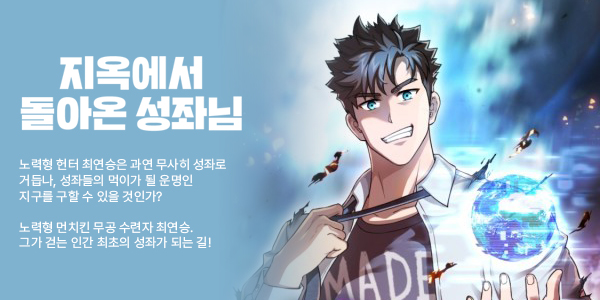 지옥에서
돌아온 성좌님
노력형 헌터 최연승은 과연 무사히 성좌로
거듭나, 성좌들의 먹이가 될 운명인
지구를 구할 수 있을 것인가?
노력형 먼치킨 무공 수련자 최연승.
그가 걷는 인간 최초의 성좌가 되는 길!
MADE